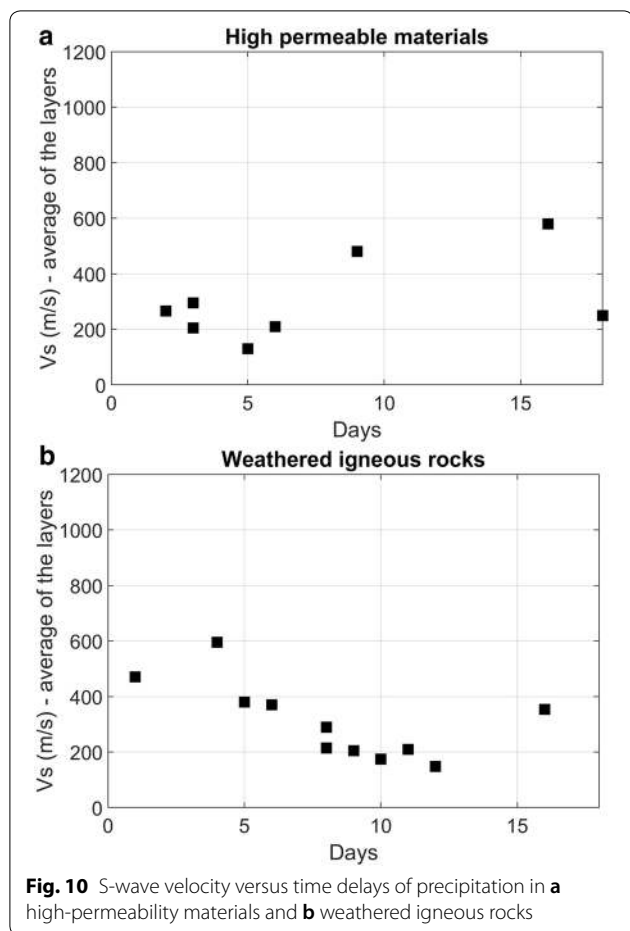 a
High permeable materials
1200
1000
800
600
400
200
0
Vs (m/s) - average of the layers
0 5 10 15
Days
b
Weathered igneous rocks
1200
1000
800
600
400
200
0
Vs (m/s) - average of the layers
0 5 10 15
Days
Fig. 10 S-wave velocity versus time delays of precipitation in a
high-permeability materials and b weathered igneous rocks